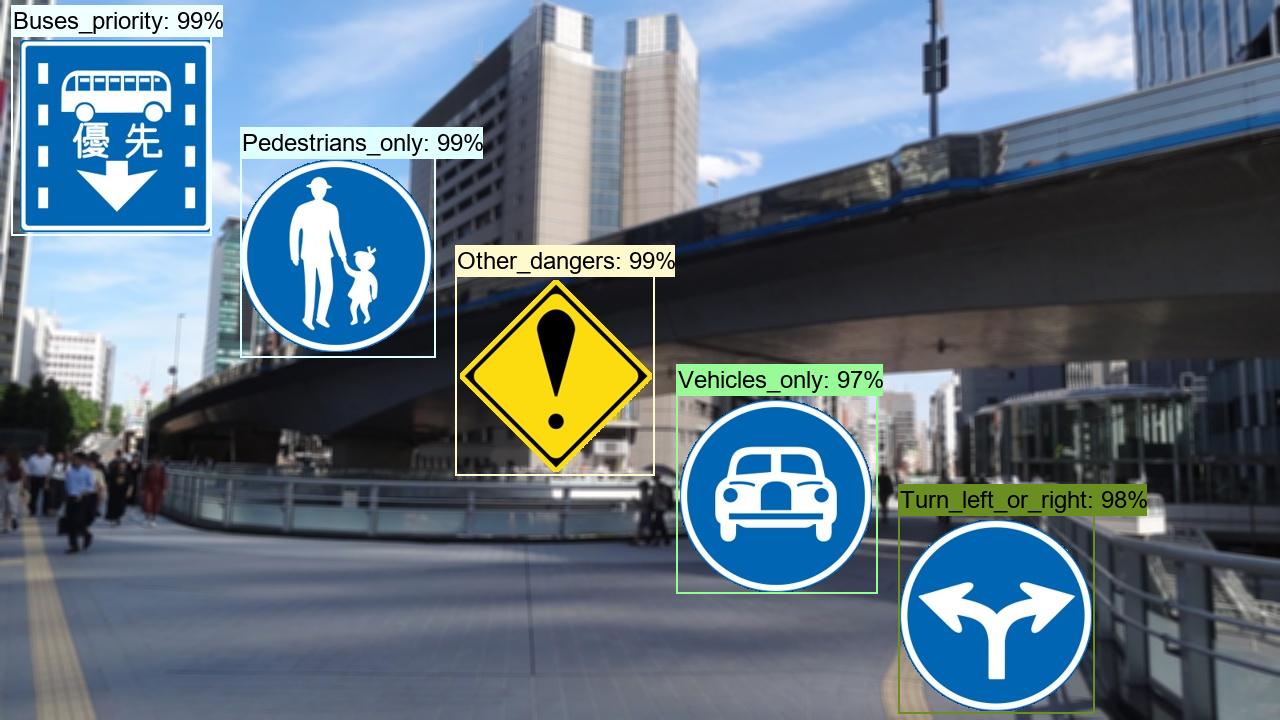 Buses_priority: 99%
優先
Pedestrians_only: 99%
Other_dangers: 99%
Vehicles_only: 97%
Turn_left_or_right: 98%